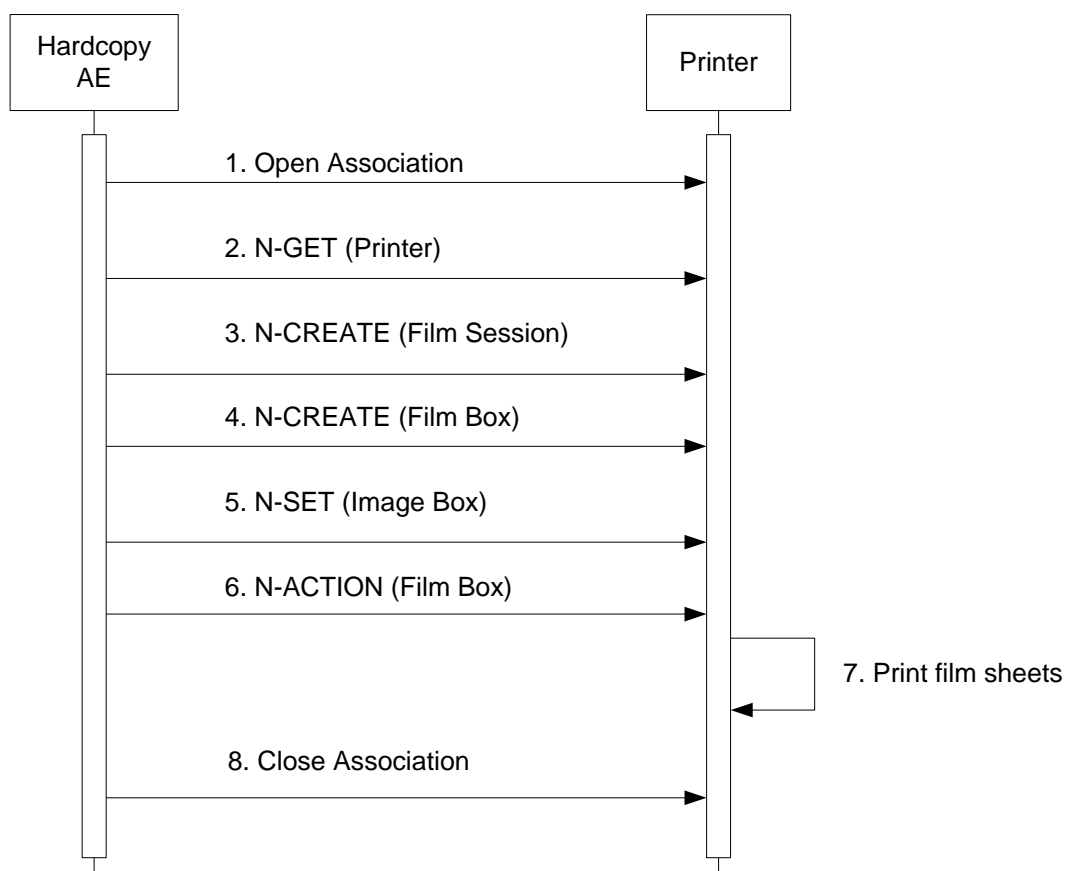 Hardcopy
AE
Printer
1. Open Association
2. N-GET (Printer)
3. N-CREATE (Film Session)
4. N-CREATE (Film Box)
5. N-SET (Image Box)
6. N-ACTION (Film Box)
7. Print film sheets
8. Close Association